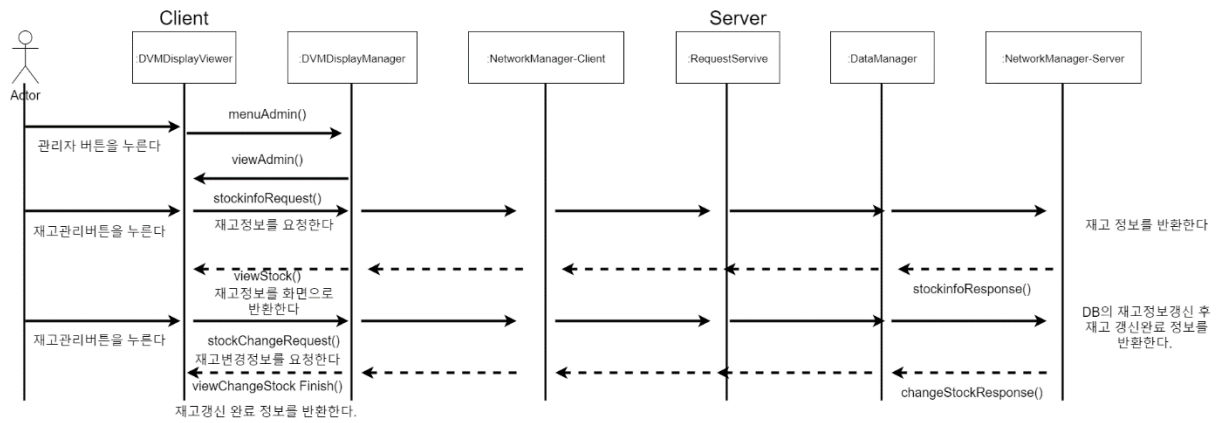 Client
Server
:DVMDisplayViewer
:DVMDisplayManager
:NetworkManager-Client
:RequestServive
:DataManager
:NetworkManager-Server
Actor
menuAdmin()
관리자 버튼을 누른다
viewAdmin()
stockinfoRequest()
재고관리버튼을 누른다
재고정보를 요청한다
재고 정보를 반환한다
viewStock()
재고정보를 화면으로
반환한다
stockinfoResponse()
DB의 재고정보갱신 후
재고 갱신완료 정보를
반환한다.
재고관리버튼을 누른다
stockChangeRequest()
재고변경정보를 요청한다
viewChangeStock Finish()
changeStockResponse()
재고갱신 완료 정보를 반환한다.